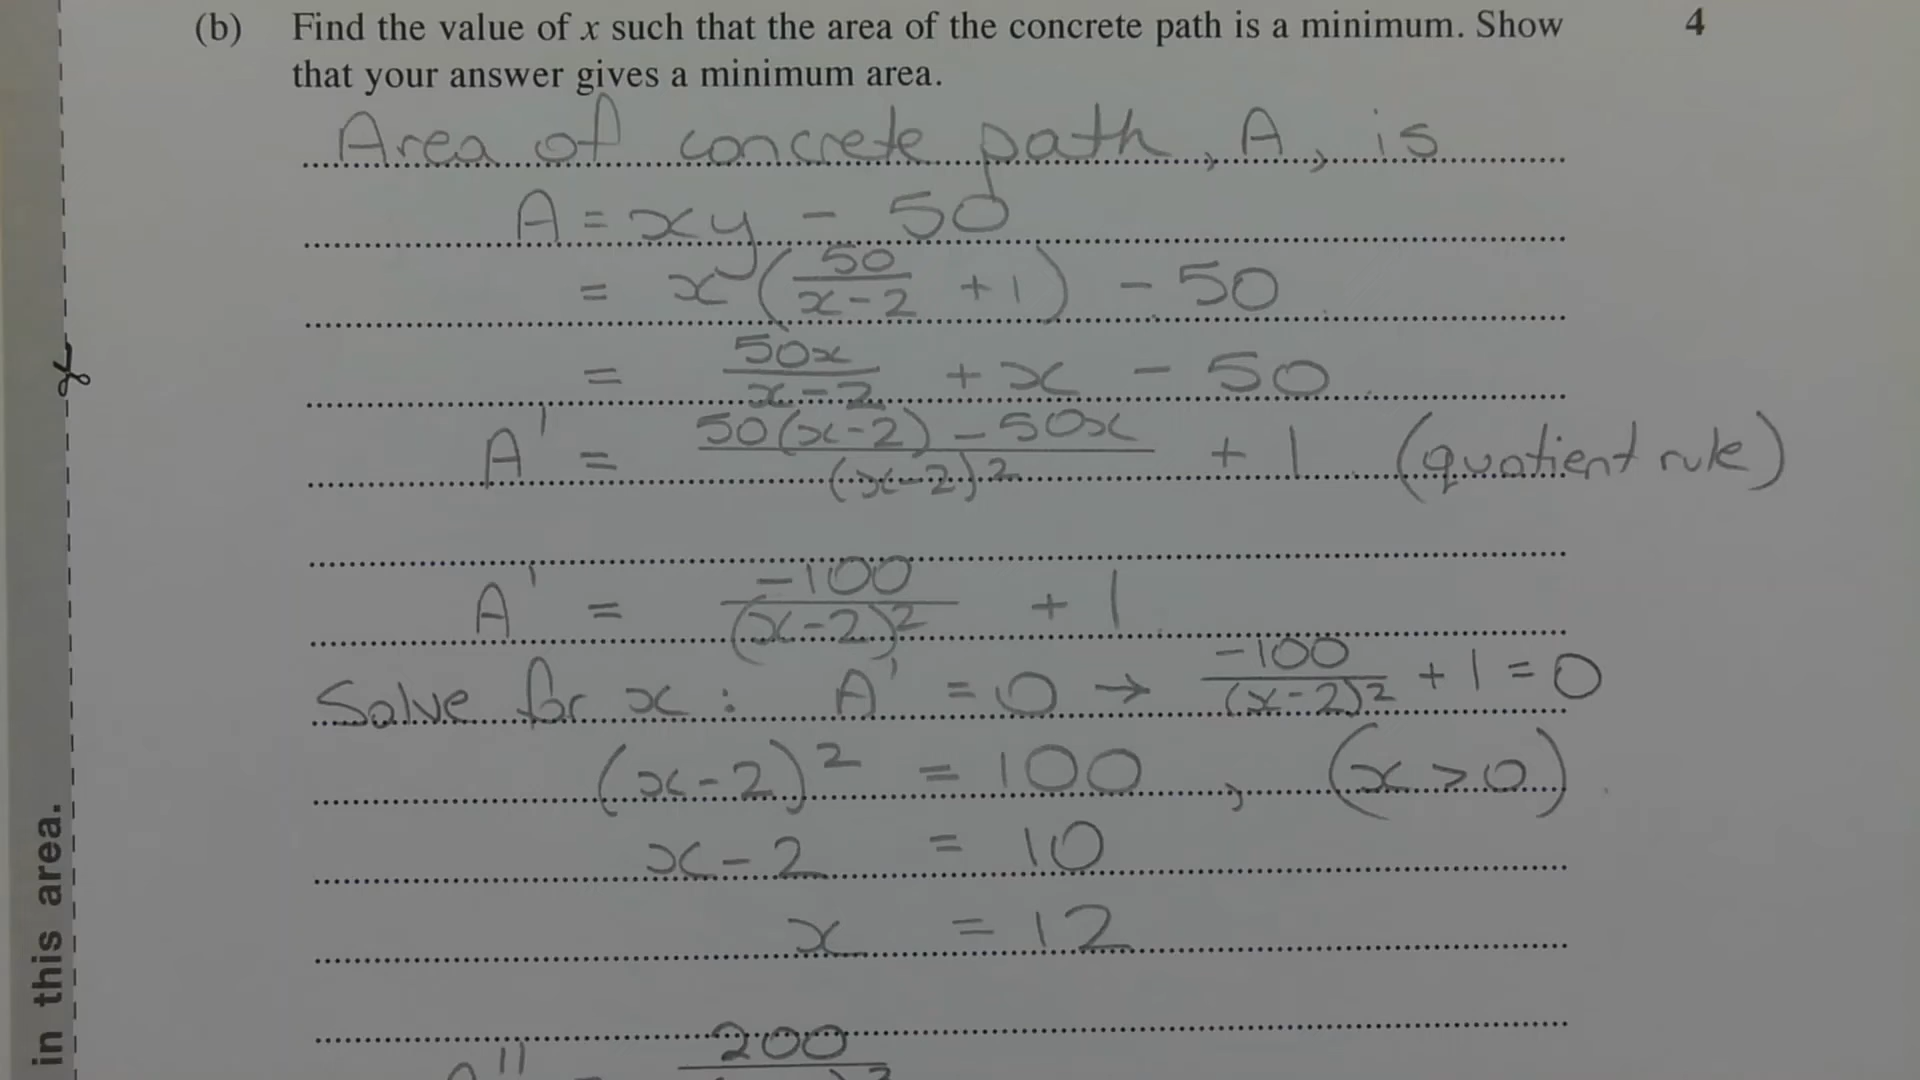 (b) Find the value of x such that the area of the concrete path is a minimum. Show 4
that your answer gives a minimum area.
Area of concrete path, A, is
A = xy - 50
= x(50/(x-2) + 1) - 50
= 50x/(x-2) + x - 50
A' = (50(x-2) - 50x)/(x-2)² + 1 (quotient rule)
A' = -100/(x-2)² + 1
Solve for x : A' = 0 → -100/(x-2)² + 1 = 0
(x-2)² = 100, (x>0)
x-2 = 10
x = 12
A'' = 200
in this area.